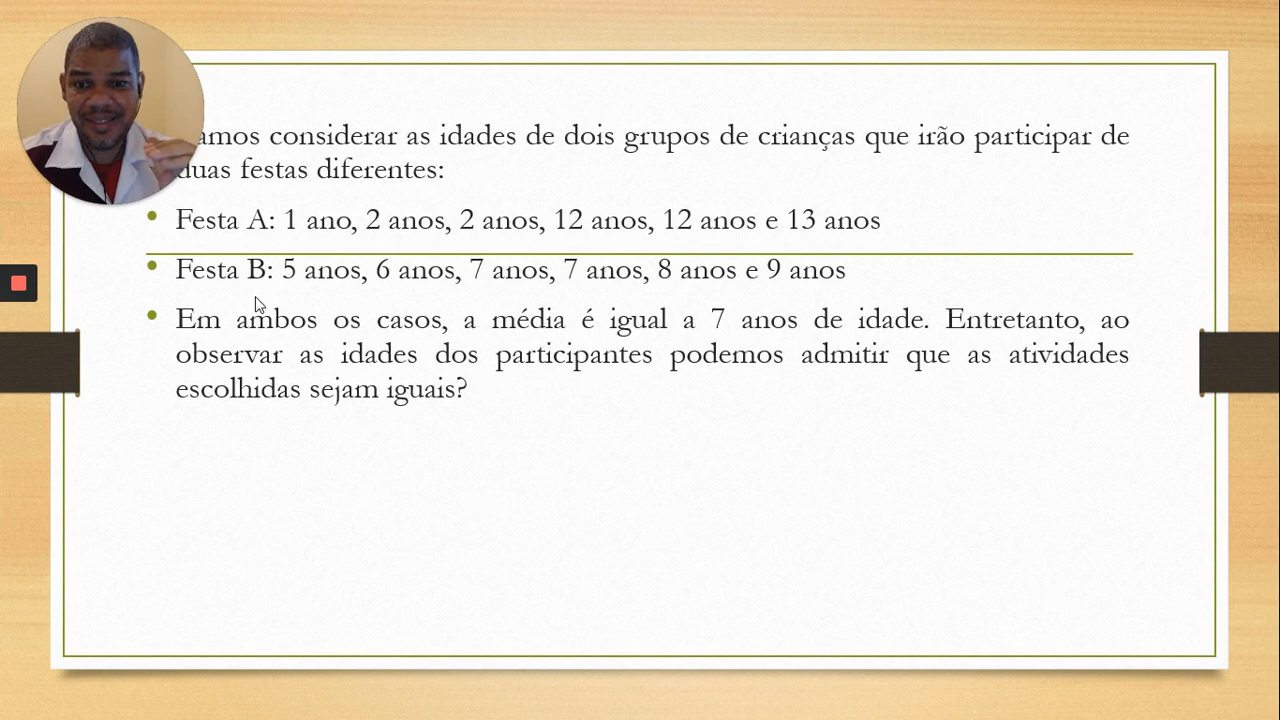 amos considerar as idades de dois grupos de crianças que irão participar de
duas festas diferentes:
Festa A: 1 ano, 2 anos, 2 anos, 12 anos, 12 anos e 13 anos
Festa B: 5 anos, 6 anos, 7 anos, 7 anos, 8 anos e 9 anos
Em ambos os casos, a média é igual a 7 anos de idade. Entretanto, ao
observar as idades dos participantes podemos admitir que as atividades
escolhidas sejam iguais?